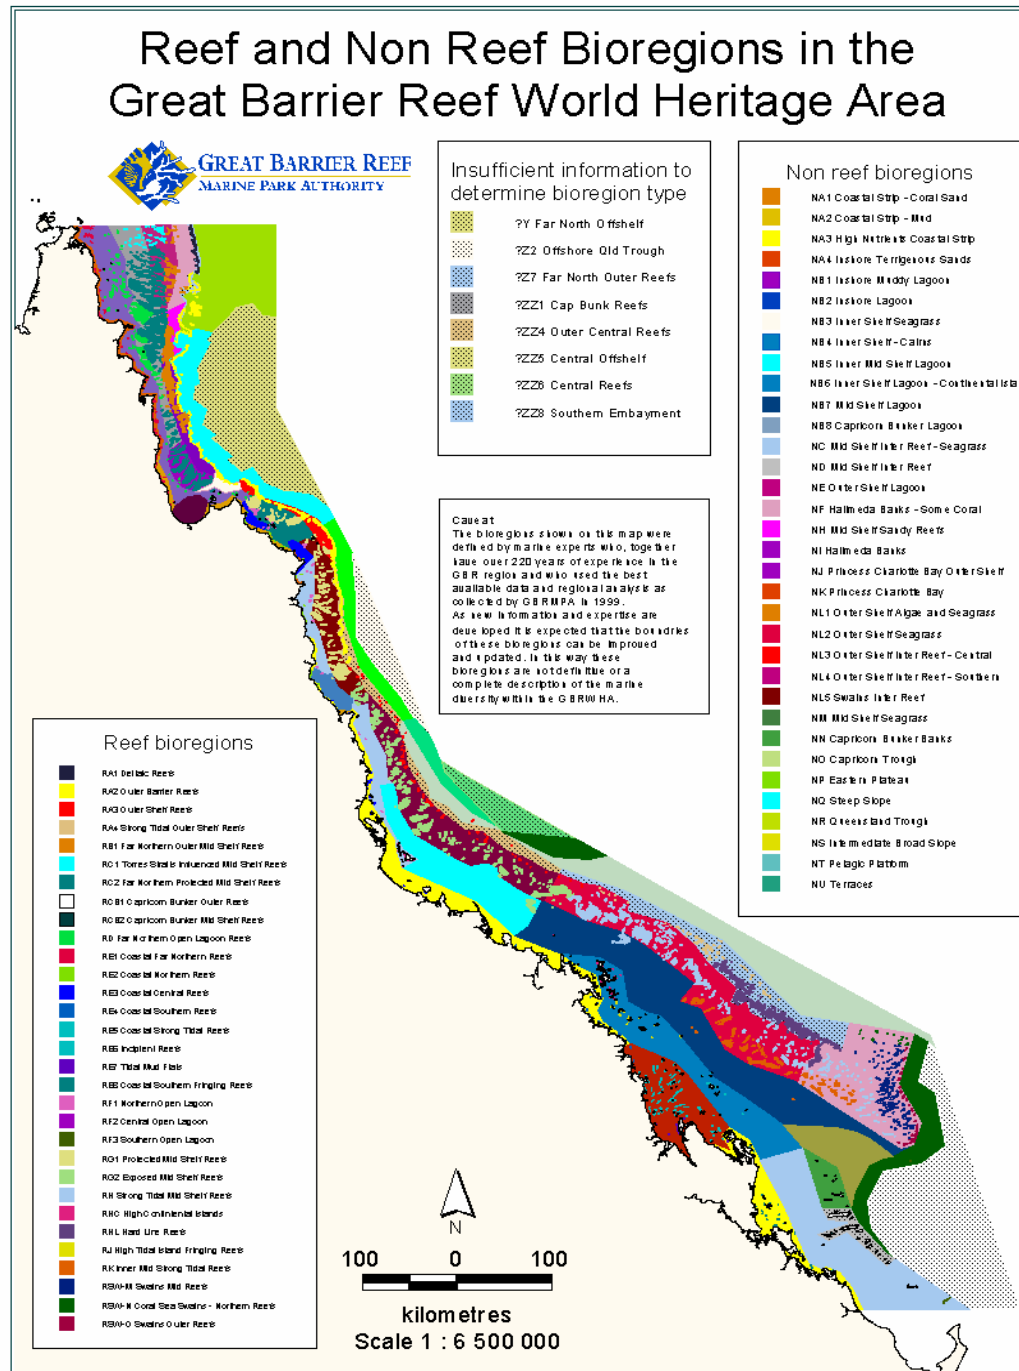 Reef and Non Reef Bioregions in the
Great Barrier Reef World Heritage Area
GREAT BARRIER REEF
MARINE PARK AUTHORITY
Insufficient information to
determine bioregion type
?Y Far North Offshelf
?Z2 Offshore Qld Trough
?Z7 Far North Outer Reefs
?ZZ1 Cap Bunk Reefs
?ZZ4 Outer Central Reefs
?ZZ5 Central Offshelf
?ZZ6 Central Reefs
?ZZ8 Southern Embayment
Non reef bioregions
NA1 Coastal Strip - Coral Sand
NA2 Coastal Strip - Mud
NA3 High Nutrients Coastal Strip
NA4 Inshore Terrigenous Sands
NB1 Inshore Muddy Lagoon
NB2 Inshore Lagoon
NB3 Inner Shelf Seagrass
NB4 Inner Shelf - Cairns
NB5 Inner Mid Shelf Lagoon
NB6 Inner Shelf Lagoon - Continental Isla
NB7 Mid Shelf Lagoon
NB8 Capricorn Bunker Lagoon
NC Mid Shelf Inter Reef - Seagrass
ND Mid Shelf Inter Reef
NE Outer Shelf Lagoon
NF Halimeda Banks - Some Coral
NH Mid Shelf Sandy Reefs
NI Halimeda Banks
NJ Princess Charlotte Bay Outer Shelf
NK Princess Charlotte Bay
NL1 Outer Shelf Algae and Seagrass
NL2 Outer Shelf Seagrass
NL3 Outer Shelf Inter Reef - Central
NL4 Outer Shelf Inter Reef - Southern
NL5 Swains Inter Reef
NM Mid Shelf Seagrass
NN Capricorn Bunker Banks
NO Capricorn Trough
NP Eastern Plateau
NQ Steep Slope
NR Queensland Trough
NS Intermediate Broad Slope
NT Pelagic Platform
NU Terraces
Caveat
The bioregions shown on this map were
defined by marine experts who, together
have over 220 years of experience in the
GBR region and who used the best
available data and regional analysis as
collected by GBRMPA in 1999.
As new information and expertise are
developed it is expected that the boundries
of these bioregions can be improved
and updated. In this way these
bioregions are not definitive or a
complete description of the marine
diversity within the GBRWHA.
Reef bioregions
RA1 Deltaic Reefs
RA2 Outer Barrier Reefs
RA3 Outer Shelf Reefs
RA4 Strong Tidal Outer Shelf Reefs
RB1 Far Northern Outer Mid Shelf Reefs
RC1 Torres Straits Influenced Mid Shelf Reefs
RC2 Far Northern Protected Mid Shelf Reefs
RCB1 Capricorn Bunker Outer Reefs
RCB2 Capricorn Bunker Mid Shelf Reefs
RD Far Northern Open Lagoon Reefs
RE1 Coastal Far Northern Reefs
RE2 Coastal Northern Reefs
RE3 Coastal Central Reefs
RE4 Coastal Southern Reefs
RE5 Coastal Strong Tidal Reefs
RE6 Incipient Reefs
RE7 Tidal Mud Flats
RE8 Coastal Southern Fringing Reefs
RF1 Northern Open Lagoon
RF2 Central Open Lagoon
RF3 Southern Open Lagoon
RG1 Protected Mid Shelf Reefs
RG2 Exposed Mid Shelf Reefs
RH Strong Tidal Mid Shelf Reefs
RHC High Continental Islands
RHL Hard Line Reefs
RJ High Tidal Island Fringing Reefs
RK Inner Mid Strong Tidal Reefs
RSW-M Swains Mid Reefs
RSW-N Coral Sea Swains - Northern Reefs
RSW-O Swains Outer Reefs
N
100 0 100
kilometres
Scale 1 : 6 500 000